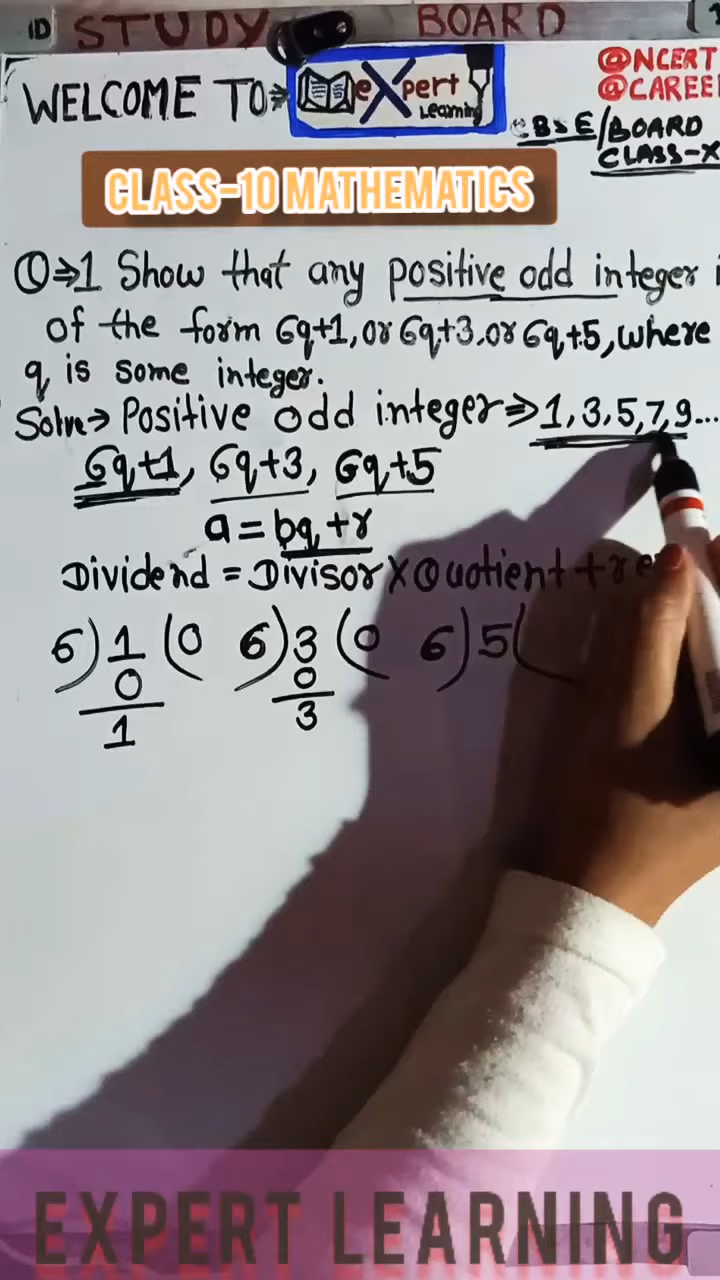 STUDY BOARD
WELCOME TO⇒ eXpert Learning
@NCERT
@CAREE
CBSE/BOARD
CLASS-X
CLASS-10 MATHEMATICS
Q⇒1 Show that any positive odd integer i
of the form 6q+1, or 6q+3, or 6q+5, where
q is some integer.
Solve→ Positive odd integer⇒ 1, 3, 5, 7, 9...
6q+1, 6q+3, 6q+5
a = bq + r
Dividend = Divisor × Quotient + re
6)1(0 6)3(0 6)5(
0 0
1 3
EXPERT LEARNING